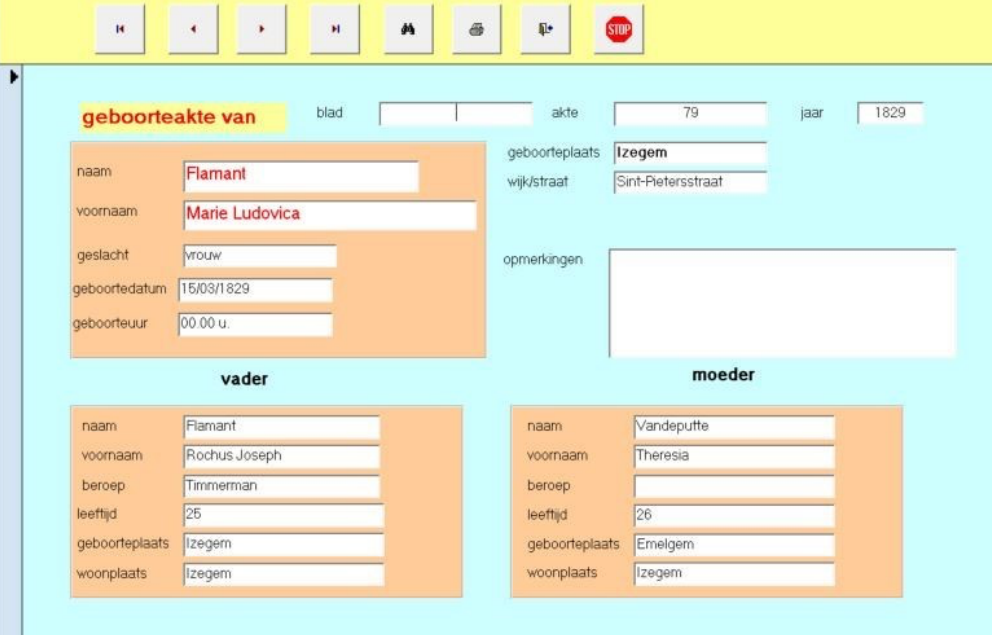 STOP
geboorteakte van blad akte 79 jaar 1829
geboorteplaats Izegem
naam Flamant
wijk/straat Sint-Pietersstraat
voornaam Marie Ludovica
geslacht vrouw
opmerkingen
geboortedatum 15/03/1829
geboorteuur 00.00 u.
vader moeder
naam Flamant naam Vandeputte
voornaam Rochus Joseph voornaam Theresia
beroep Timmerman beroep
leeftijd 25 leeftijd 26
geboorteplaats Izegem geboorteplaats Emelgem
woonplaats Izegem woonplaats Izegem